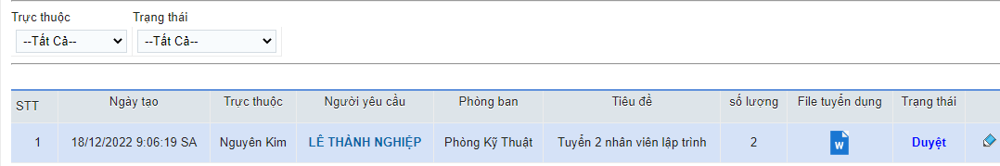 Trực thuộc Trạng thái
--Tất Cả-- --Tất Cả--
STT Ngày tạo Trực thuộc Người yêu cầu Phòng ban Tiêu đề số lượng File tuyển dụng Trạng thái
1 18/12/2022 9:06:19 SA Nguyên Kim LÊ THÀNH NGHIỆP Phòng Kỹ Thuật Tuyển 2 nhân viên lập trình 2 W Duyệt